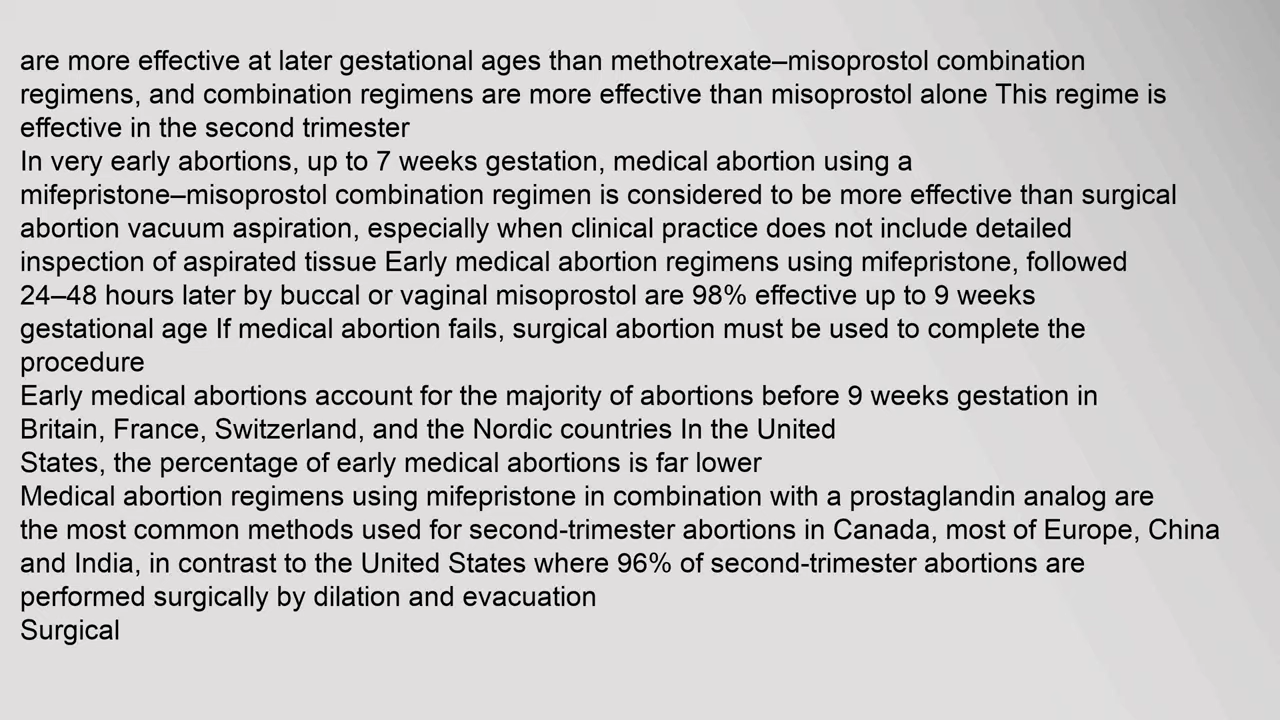 are more effective at later gestational ages than methotrexate–misoprostol combination
regimens, and combination regimens are more effective than misoprostol alone This regime is
effective in the second trimester
In very early abortions, up to 7 weeks gestation, medical abortion using a
mifepristone–misoprostol combination regimen is considered to be more effective than surgical
abortion vacuum aspiration, especially when clinical practice does not include detailed
inspection of aspirated tissue Early medical abortion regimens using mifepristone, followed
24–48 hours later by buccal or vaginal misoprostol are 98% effective up to 9 weeks
gestational age If medical abortion fails, surgical abortion must be used to complete the
procedure
Early medical abortions account for the majority of abortions before 9 weeks gestation in
Britain, France, Switzerland, and the Nordic countries In the United
States, the percentage of early medical abortions is far lower
Medical abortion regimens using mifepristone in combination with a prostaglandin analog are
the most common methods used for second-trimester abortions in Canada, most of Europe, China
and India, in contrast to the United States where 96% of second-trimester abortions are
performed surgically by dilation and evacuation
Surgical